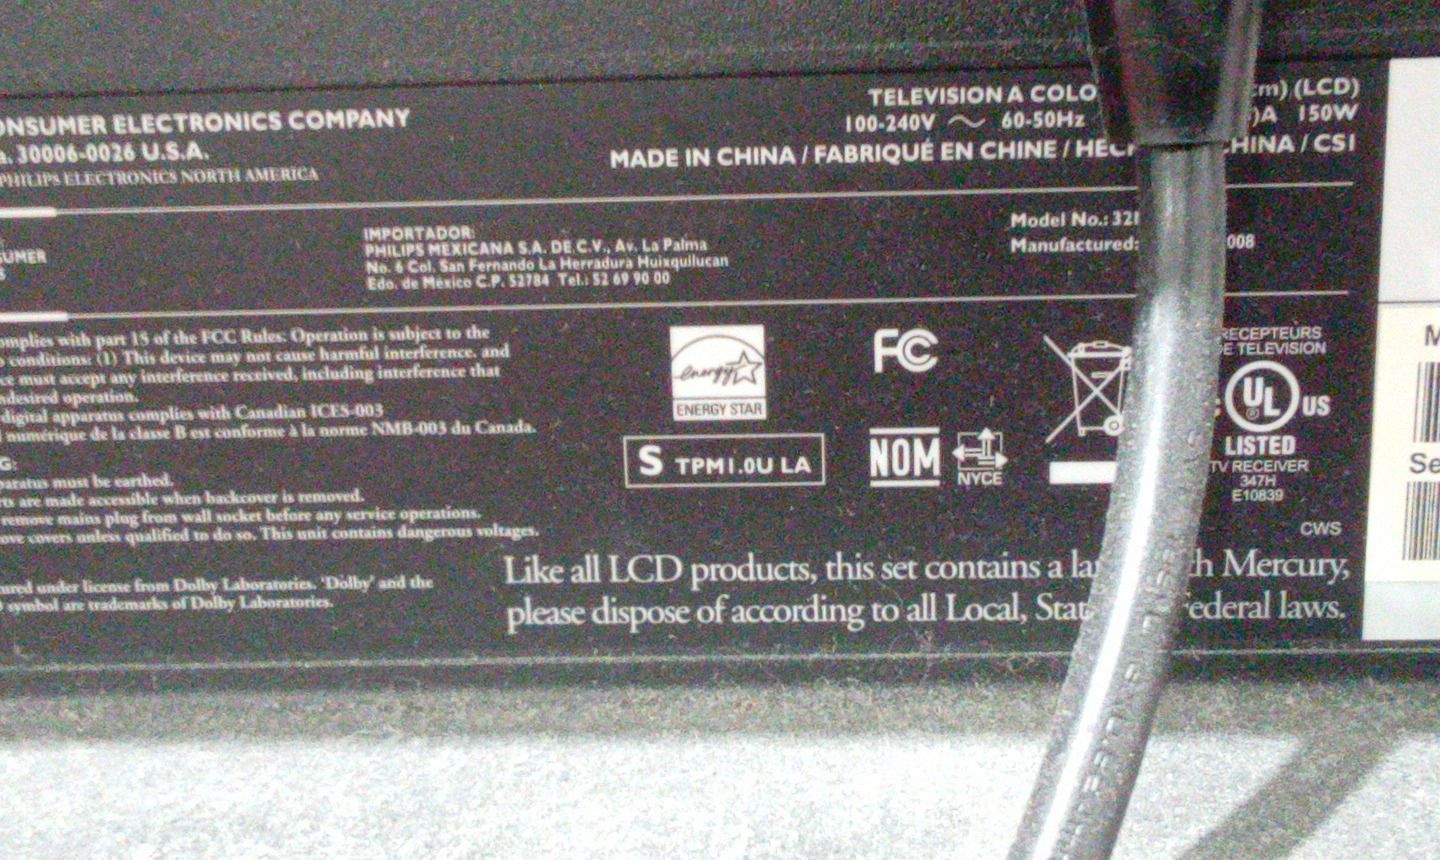 ONSUMER ELECTRONICS COMPANY
a. 30006-0026 U.S.A.
PHILIPS ELECTRONICS NORTH AMERICA
TELEVISION A COLO cm) (LCD)
100-240V ~ 60-50Hz )A 150W
MADE IN CHINA / FABRIQUÉ EN CHINE / HEC CHINA / CSI
SUMER
S
IMPORTADOR:
PHILIPS MEXICANA S.A. DE C.V., Av. La Palma
No. 6 Col. San Fernando La Herradura Huixquilucan
Edo. de México C.P. 52784 Tel.: 52 69 90 00
Model No.: 32
Manufactured: 008
omplies with part 15 of the FCC Rules. Operation is subject to the
o conditions: (1) This device may not cause harmful interference, and
ce must accept any interference received, including interference that
ndesired operation.
digital apparatus complies with Canadian ICES-003
l numérique de la classe B est conforme à la norme NMB-003 du Canada.
G:
paratus must be earthed.
rts are made accessible when backcover is removed.
remove mains plug from wall socket before any service operations.
ove covers unless qualified to do so. This unit contains dangerous voltages.
ured under license from Dolby Laboratories. 'Dolby' and the
symbol are trademarks of Dolby Laboratories.
energy
ENERGY STAR
S TPM1.0U LA
FC
NOM
NYCE
RECEPTEURS
E TELEVISION
c UL ® US
LISTED
TV RECEIVER
347H
E10839
CWS
Like all LCD products, this set contains a la h Mercury,
please dispose of according to all Local, Stat ederal laws.
M
Se